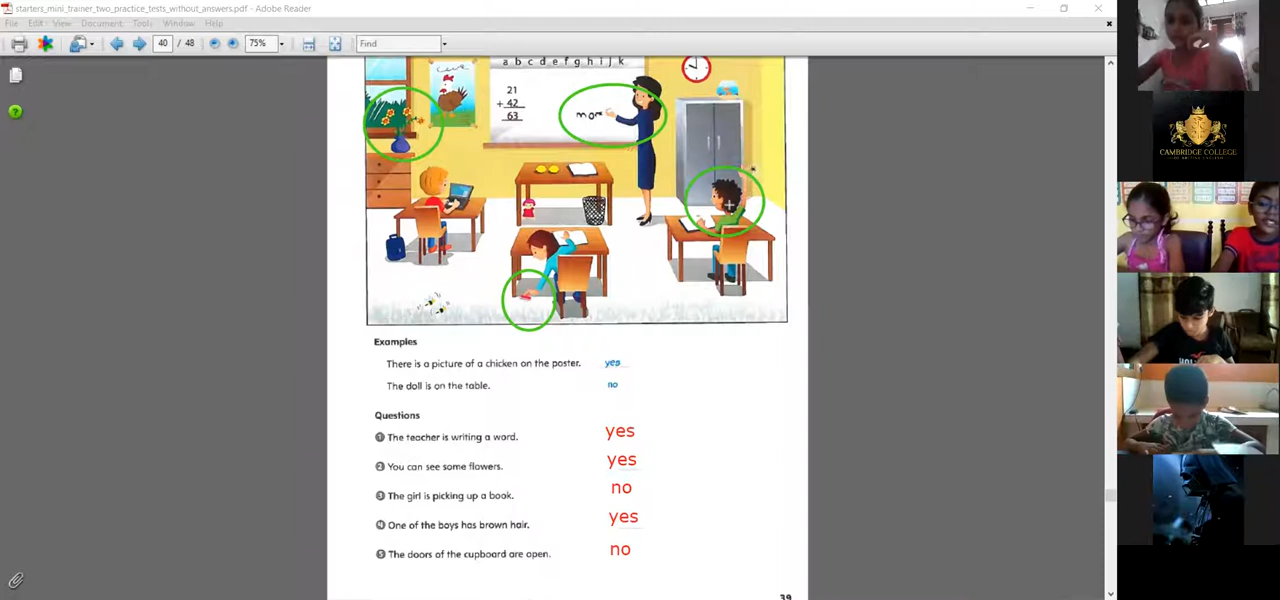 starters_mini_trainer_two_practice_tests_without_answers.pdf - Adobe Reader
File Edit View Document Tools Window Help
40 / 48 75% Find
a b c d e f g h i j k
21
+ 42
63
mor
CAMBRIDGE COLLEGE
OF BRITISH ENGLISH
Examples
There is a picture of a chicken on the poster. yes
The doll is on the table. no
Questions
1 The teacher is writing a word. yes
2 You can see some flowers. yes
3 The girl is picking up a book. no
4 One of the boys has brown hair. yes
5 The doors of the cupboard are open. no
39